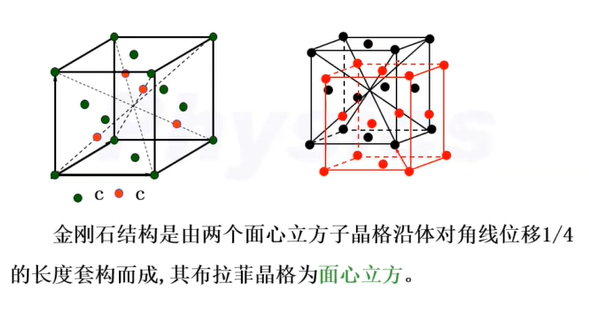 Physics
C C
金刚石结构是由两个面心立方子晶格沿体对角线位移1/4
的长度套构而成,其布拉菲晶格为面心立方。